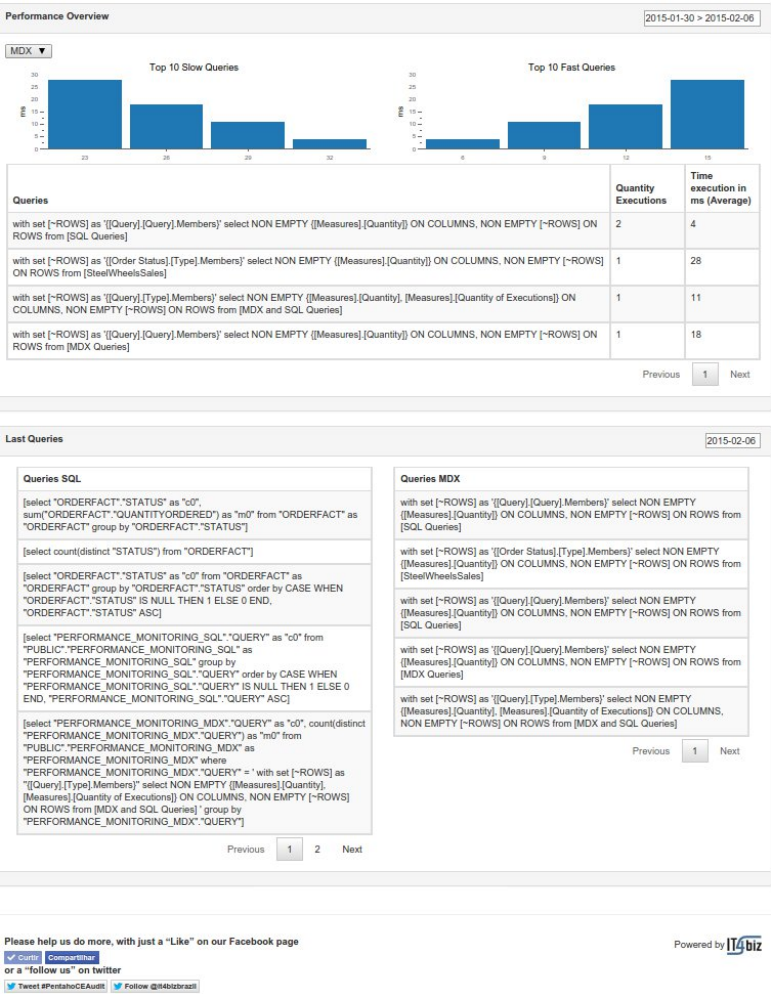 Performance Overview
2015-01-30 > 2015-02-06
MDX ▼
Top 10 Slow Queries
30
25
20
15
10
5
0
ms
23
26
29
32
Top 10 Fast Queries
30
25
20
15
10
5
0
ms
6
9
12
15
Queries
Quantity
Executions
Time
execution in
ms (Average)
with set [~ROWS] as '{[Query].[Query].Members}' select NON EMPTY {[Measures].[Quantity]} ON COLUMNS, NON EMPTY [~ROWS] ON
ROWS from [SQL Queries]
2
4
with set [~ROWS] as '{[Order Status].[Type].Members}' select NON EMPTY {[Measures].[Quantity]} ON COLUMNS, NON EMPTY [~ROWS]
ON ROWS from [SteelWheelsSales]
1
28
with set [~ROWS] as '{[Query].[Type].Members}' select NON EMPTY {[Measures].[Quantity], [Measures].[Quantity of Executions]} ON
COLUMNS, NON EMPTY [~ROWS] ON ROWS from [MDX and SQL Queries]
1
11
with set [~ROWS] as '{[Query].[Query].Members}' select NON EMPTY {[Measures].[Quantity]} ON COLUMNS, NON EMPTY [~ROWS] ON
ROWS from [MDX Queries]
1
18
Previous 1 Next
Last Queries
2015-02-06
Queries SQL
[select "ORDERFACT"."STATUS" as "c0",
sum("ORDERFACT"."QUANTITYORDERED") as "m0" from "ORDERFACT" as
"ORDERFACT" group by "ORDERFACT"."STATUS"]
[select count(distinct "STATUS") from "ORDERFACT"]
[select "ORDERFACT"."STATUS" as "c0" from "ORDERFACT" as
"ORDERFACT" group by "ORDERFACT"."STATUS" order by CASE WHEN
"ORDERFACT"."STATUS" IS NULL THEN 1 ELSE 0 END,
"ORDERFACT"."STATUS" ASC]
[select "PERFORMANCE_MONITORING_SQL"."QUERY" as "c0" from
"PUBLIC"."PERFORMANCE_MONITORING_SQL" as
"PERFORMANCE_MONITORING_SQL" group by
"PERFORMANCE_MONITORING_SQL"."QUERY" order by CASE WHEN
"PERFORMANCE_MONITORING_SQL"."QUERY" IS NULL THEN 1 ELSE 0
END, "PERFORMANCE_MONITORING_SQL"."QUERY" ASC]
[select "PERFORMANCE_MONITORING_MDX"."QUERY" as "c0", count(distinct
"PERFORMANCE_MONITORING_MDX"."QUERY") as "m0" from
"PUBLIC"."PERFORMANCE_MONITORING_MDX" as
"PERFORMANCE_MONITORING_MDX" where
"PERFORMANCE_MONITORING_MDX"."QUERY" = ' with set [~ROWS] as
''{[Query].[Type].Members}'' select NON EMPTY {[Measures].[Quantity],
[Measures].[Quantity of Executions]} ON COLUMNS, NON EMPTY [~ROWS]
ON ROWS from [MDX and SQL Queries] ' group by
"PERFORMANCE_MONITORING_MDX"."QUERY"]
Previous 1 2 Next
Queries MDX
with set [~ROWS] as '{[Query].[Query].Members}' select NON EMPTY
{[Measures].[Quantity]} ON COLUMNS, NON EMPTY [~ROWS] ON ROWS from
[SQL Queries]
with set [~ROWS] as '{[Order Status].[Type].Members}' select NON EMPTY
{[Measures].[Quantity]} ON COLUMNS, NON EMPTY [~ROWS] ON ROWS from
[SteelWheelsSales]
with set [~ROWS] as '{[Query].[Query].Members}' select NON EMPTY
{[Measures].[Quantity]} ON COLUMNS, NON EMPTY [~ROWS] ON ROWS from
[SQL Queries]
with set [~ROWS] as '{[Query].[Query].Members}' select NON EMPTY
{[Measures].[Quantity]} ON COLUMNS, NON EMPTY [~ROWS] ON ROWS from
[MDX Queries]
with set [~ROWS] as '{[Query].[Type].Members}' select NON EMPTY
{[Measures].[Quantity], [Measures].[Quantity of Executions]} ON COLUMNS,
NON EMPTY [~ROWS] ON ROWS from [MDX and SQL Queries]
Previous 1 Next
Please help us do more, with just a "Like" on our Facebook page
Curtir Compartilhar
or a "follow us" on twitter
Tweet #PentahoCEAudit Follow @it4bizbrazil
Powered by IT4biz